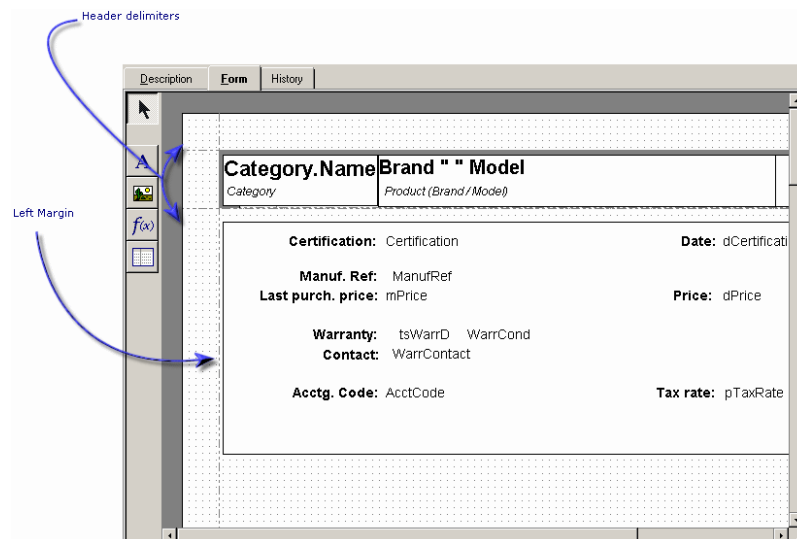 Header delimiters
Description Form History
A
Category.Name Brand " " Model
Category Product (Brand / Model)
Left Margin
f(x)
Certification: Certification Date: dCertificati
Manuf. Ref: ManufRef
Last purch. price: mPrice Price: dPrice
Warranty: tsWarrD WarrCond
Contact: WarrContact
Acctg. Code: AcctCode Tax rate: pTaxRate